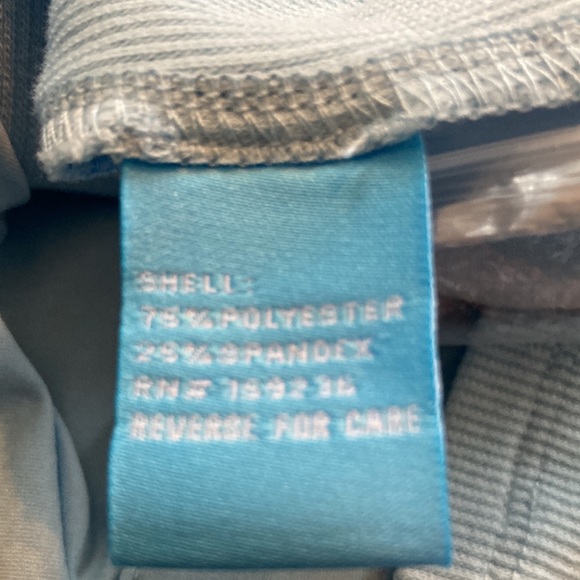 SHELL:
75%POLYESTER
25%SPANDEX
RN#
REVERSE FOR CARE